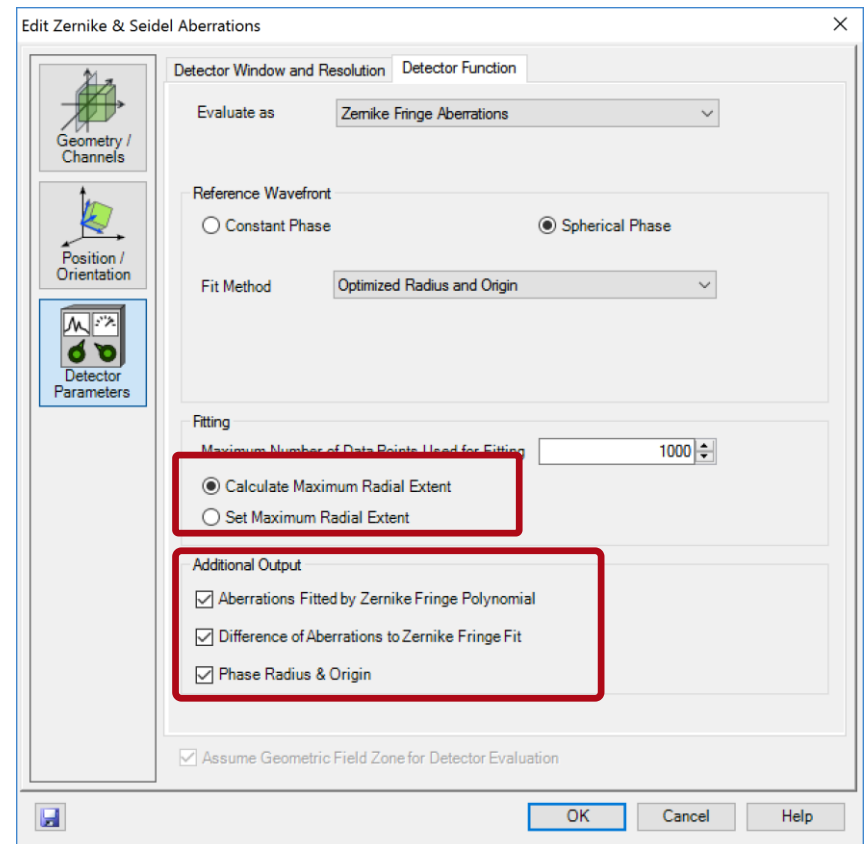 Edit Zernike & Seidel Aberrations
Geometry /
Channels
Position /
Orientation
Detector
Parameters
Detector Window and Resolution
Detector Function
Evaluate as
Zernike Fringe Aberrations
Reference Wavefront
Constant Phase
Spherical Phase
Fit Method
Optimized Radius and Origin
Fitting
Maximum Number of Data Points Used for Fitting
1000
Calculate Maximum Radial Extent
Set Maximum Radial Extent
Additional Output
Aberrations Fitted by Zernike Fringe Polynomial
Difference of Aberrations to Zernike Fringe Fit
Phase Radius & Origin
Assume Geometric Field Zone for Detector Evaluation
OK
Cancel
Help